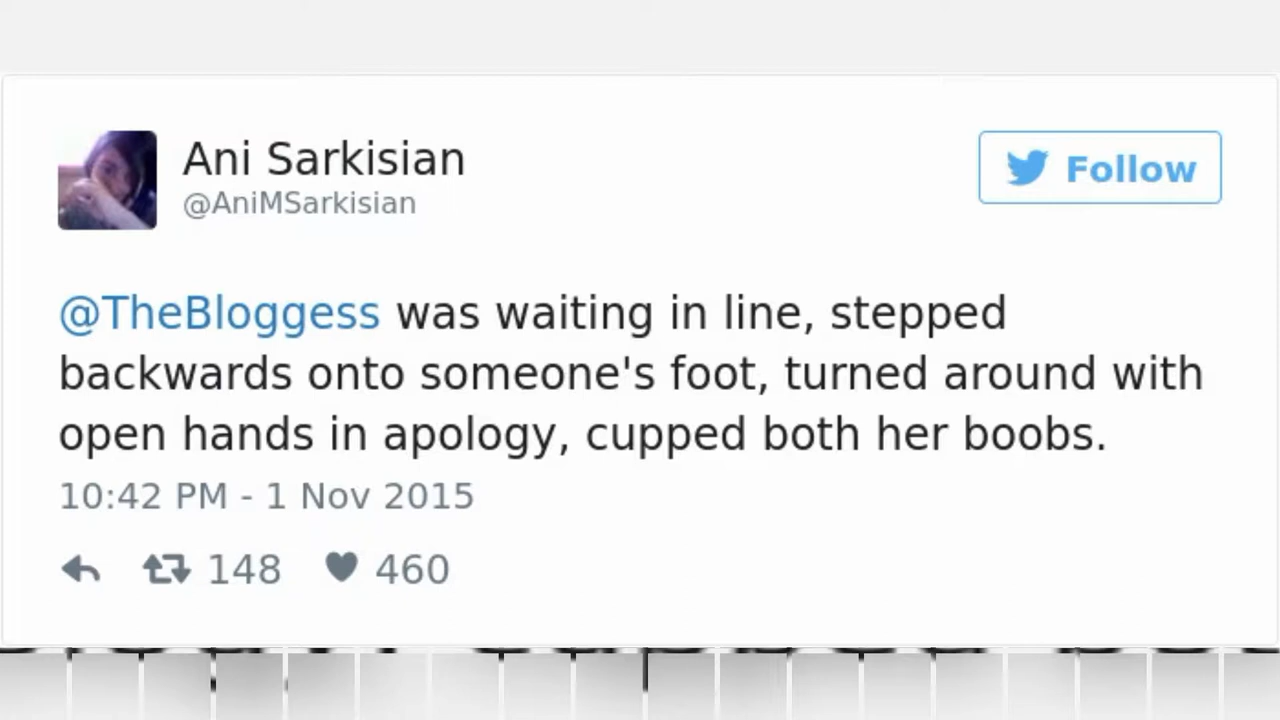 Ani Sarkisian
@AniMSarkisian
Follow
@TheBloggess was waiting in line, stepped
backwards onto someone's foot, turned around with
open hands in apology, cupped both her boobs.
10:42 PM - 1 Nov 2015
148 460